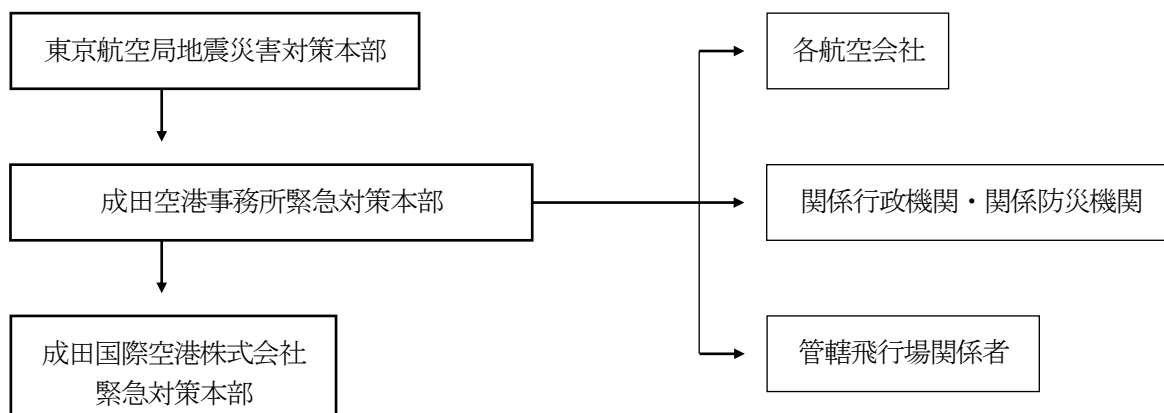 東京航空局地震災害対策本部
各航空会社
成田空港事務所緊急対策本部
関係行政機関・関係防災機関
成田国際空港株式会社
緊急対策本部
管轄飛行場関係者